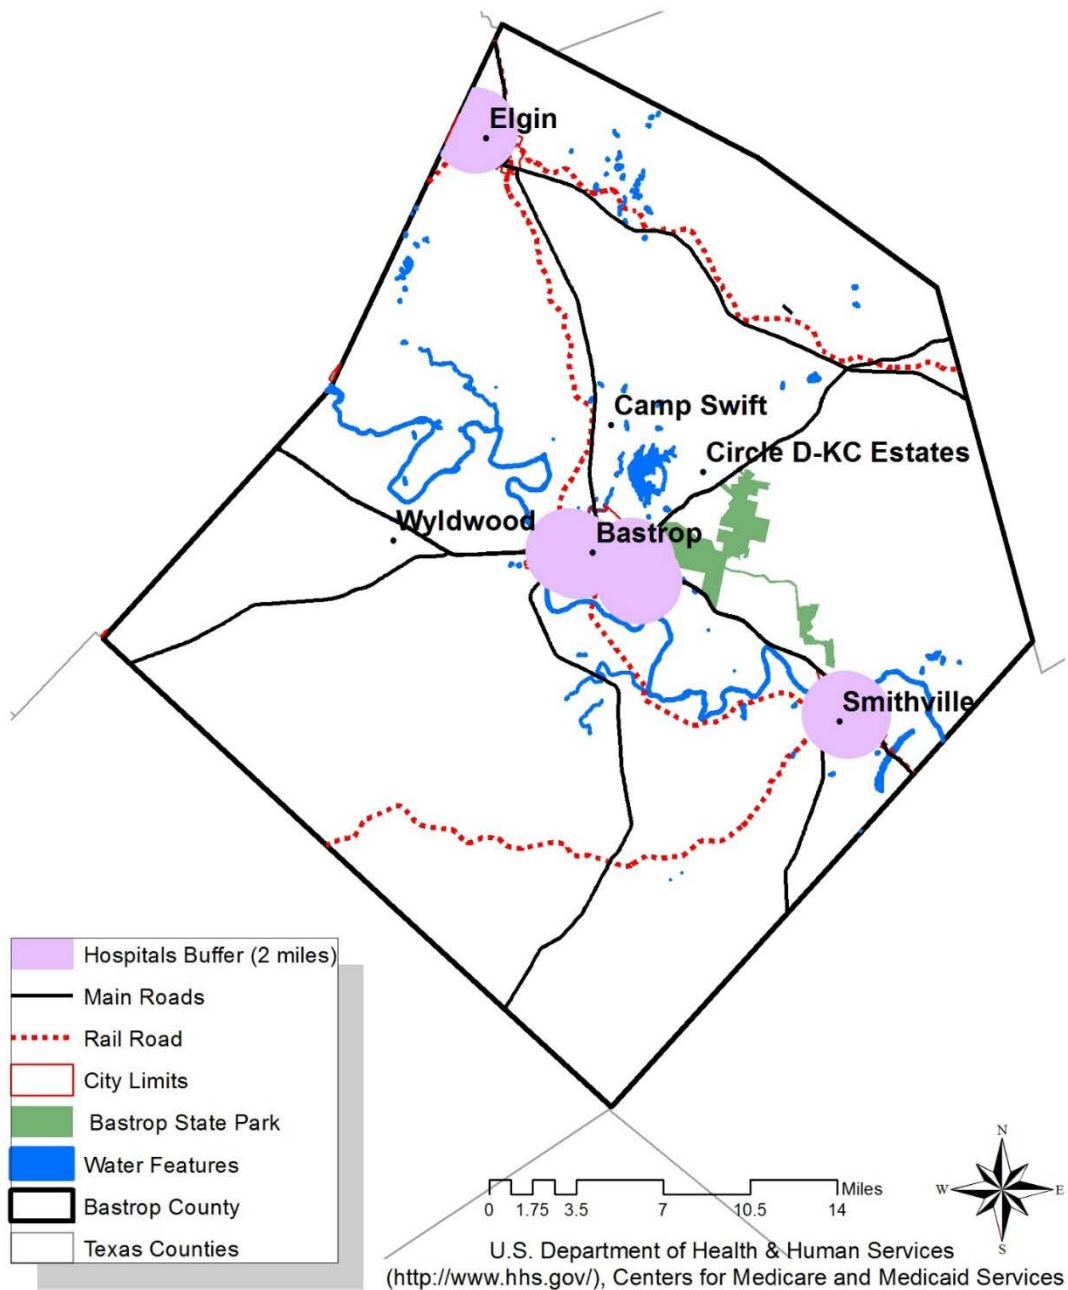 Elgin
Camp Swift
Circle D-KC Estates
Wyldwood
Bastrop
Smithville
Hospitals Buffer (2 miles)
Main Roads
Rail Road
City Limits
Bastrop State Park
Water Features
Bastrop County
Texas Counties
N
W
E
S
Miles
0 1.75 3.5 7 10.5 14
U.S. Department of Health & Human Services
(http://www.hhs.gov/), Centers for Medicare and Medicaid Services